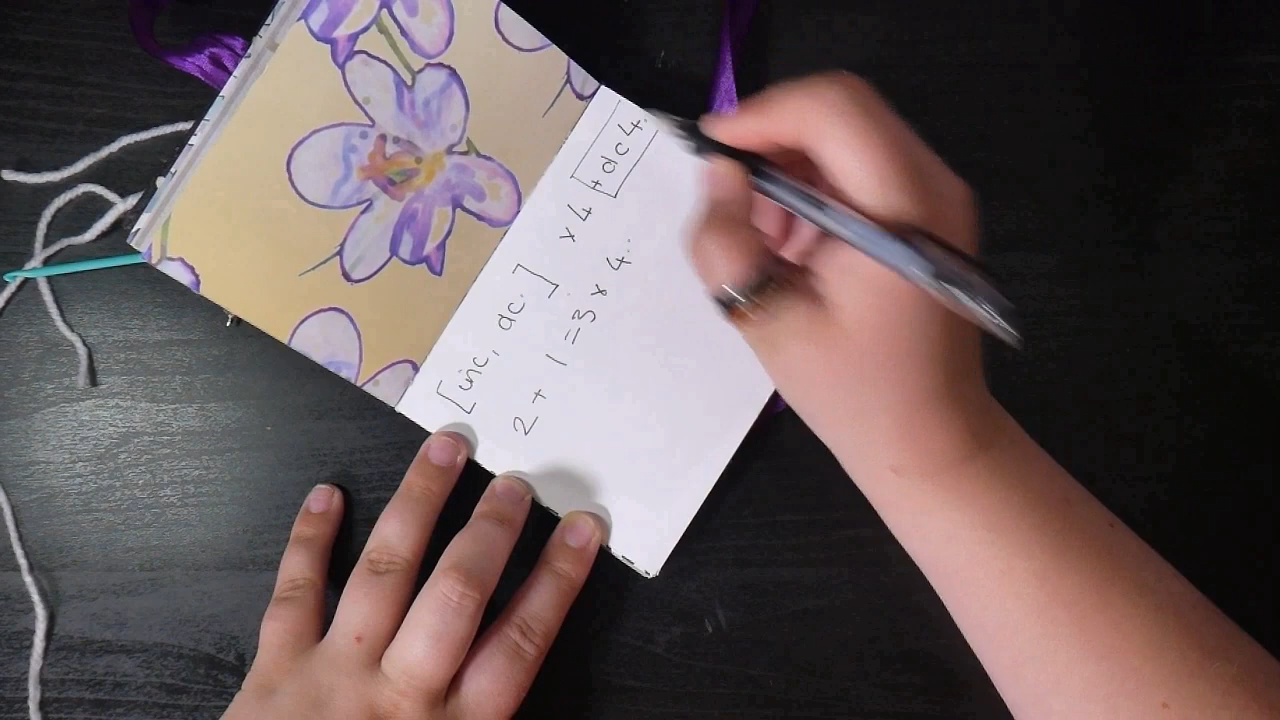 [inc, dc.] x 4 +dc 4.
2 + 1 = 3 x 4..